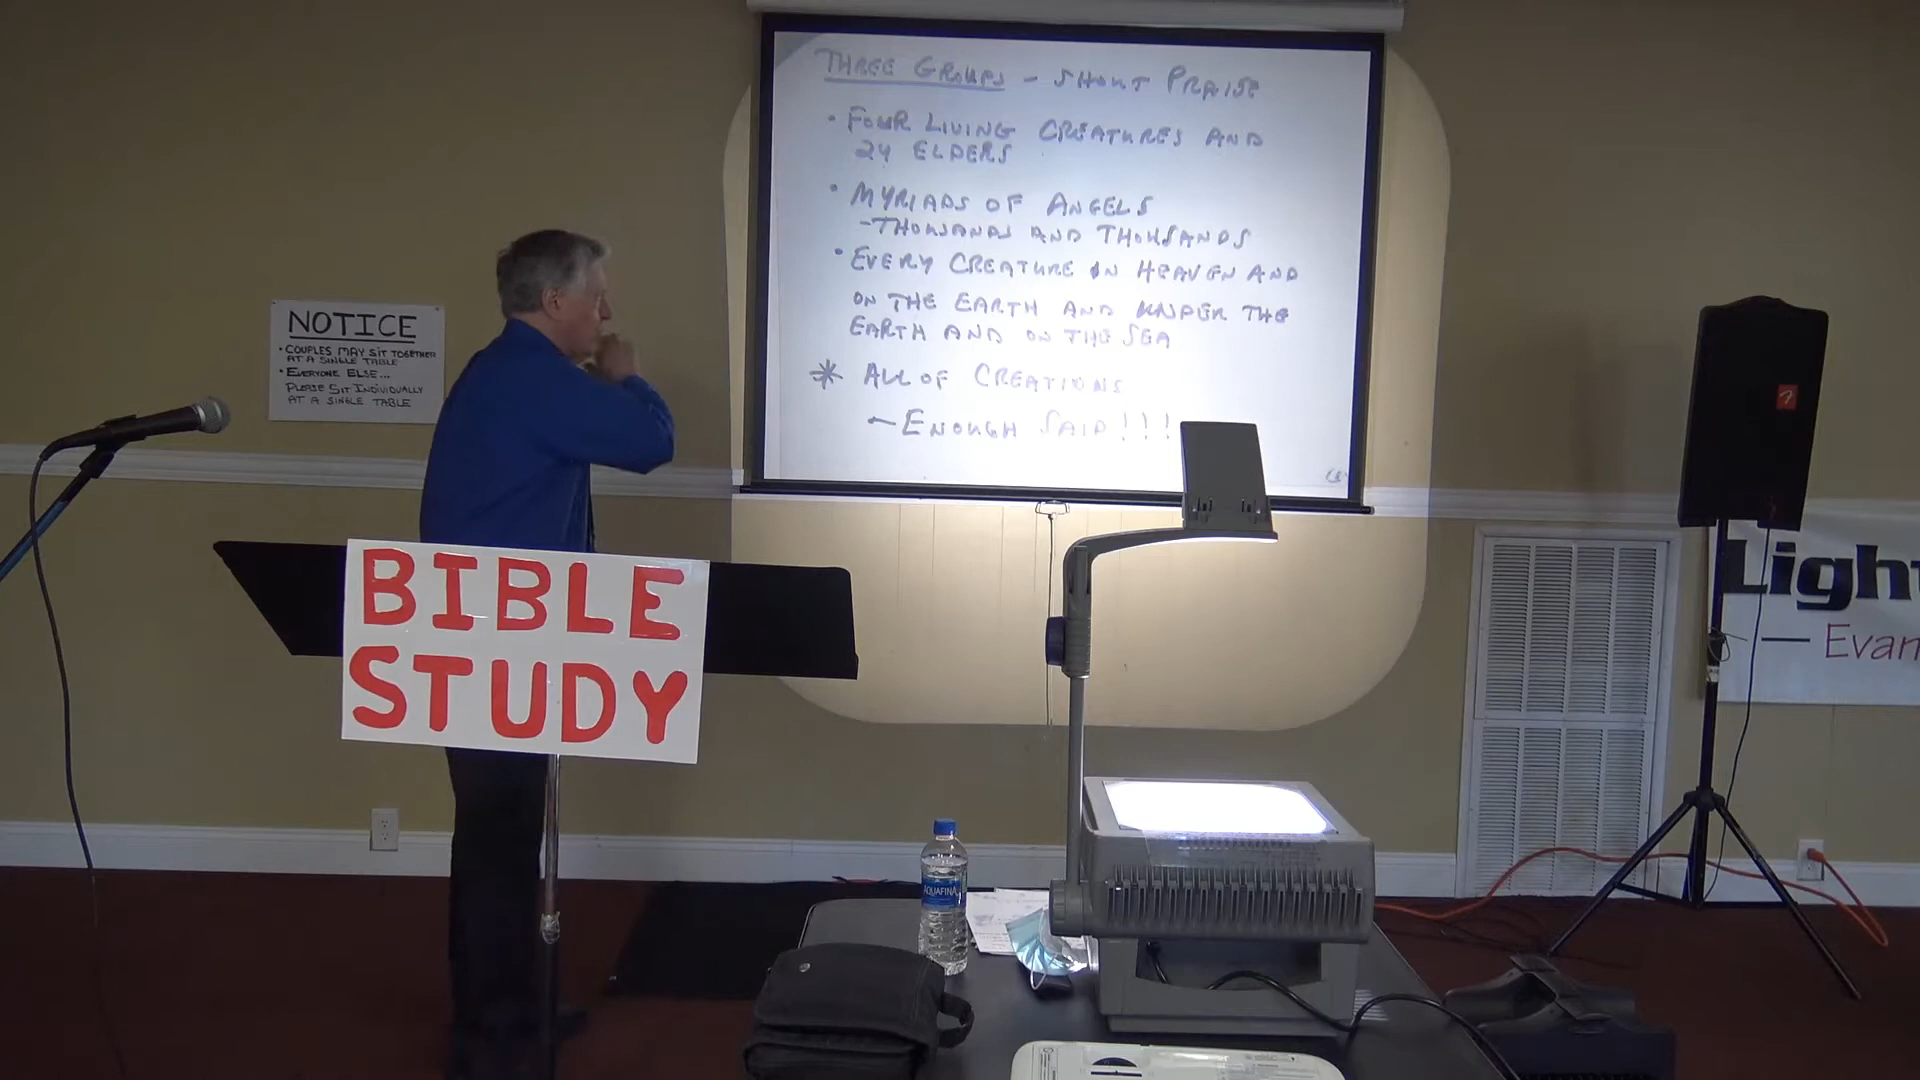 THREE GROUPS - SHOUT PRAISE
• FOUR LIVING CREATURES AND
24 ELDERS
• MYRIADS OF ANGELS
- THOUSANDS AND THOUSANDS
• EVERY CREATURE IN HEAVEN AND
ON THE EARTH AND UNDER THE
EARTH AND ON THE SEA
* ALL OF CREATIONS
- ENOUGH SAID!!!
NOTICE
• COUPLES MAY SIT TOGETHER
AT A SINGLE TABLE
• EVERYONE ELSE...
PLEASE SIT INDIVIDUALLY
AT A SINGLE TABLE
BIBLE
STUDY
Light
— Evan
AQUAFINA